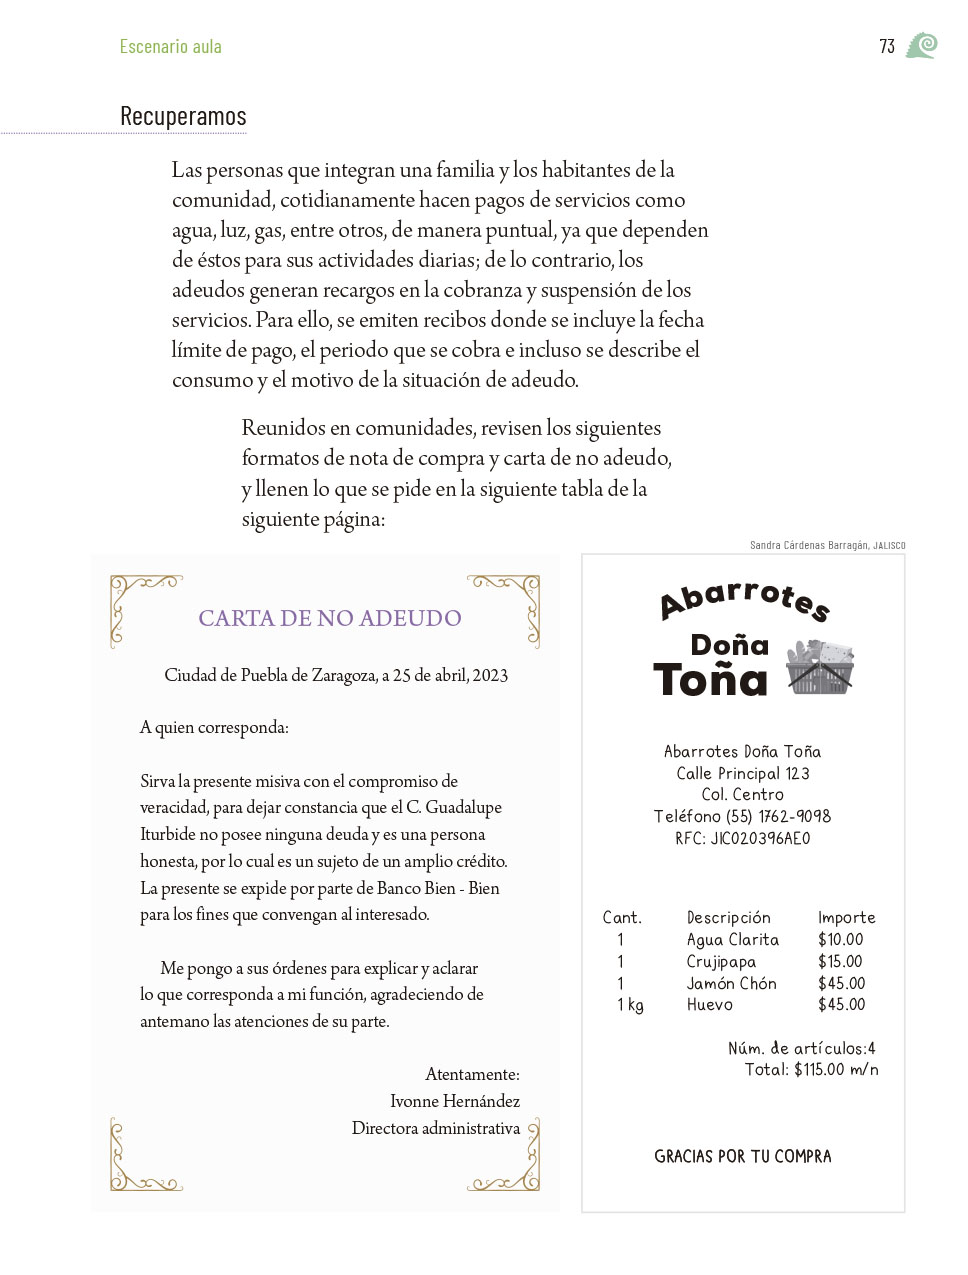 Escenario aula
73
Recuperamos
Las personas que integran una familia y los habitantes de la
comunidad, cotidianamente hacen pagos de servicios como
agua, luz, gas, entre otros, de manera puntual, ya que dependen
de éstos para sus actividades diarias; de lo contrario, los
adeudos generan recargos en la cobranza y suspensión de los
servicios. Para ello, se emiten recibos donde se incluye la fecha
límite de pago, el periodo que se cobra e incluso se describe el
consumo y el motivo de la situación de adeudo.
Reunidos en comunidades, revisen los siguientes
formatos de nota de compra y carta de no adeudo,
y llenen lo que se pide en la siguiente tabla de la
siguiente página:
CARTA DE NO ADEUDO
Ciudad de Puebla de Zaragoza, a 25 de abril, 2023
A quien corresponda:
Sirva la presente misiva con el compromiso de
veracidad, para dejar constancia que el C. Guadalupe
Iturbide no posee ninguna deuda y es una persona
honesta, por lo cual es un sujeto de un amplio crédito.
La presente se expide por parte de Banco Bien - Bien
para los fines que convengan al interesado.
Me pongo a sus órdenes para explicar y aclarar
lo que corresponda a mi función, agradeciendo de
antemano las atenciones de su parte.
Atentamente:
Ivonne Hernández
Directora administrativa
Sandra Cárdenas Barragán, JALISCO
Abarrotes
Doña
Toña
Abarrotes Doña Toña
Calle Principal 123
Col. Centro
Teléfono (55) 1762-9098
RFC: JICO20396AEO
Cant. Descripción Importe
1 Agua Clarita $10.00
1 Crujipapa $15.00
1 Jamón Chón $45.00
1 kg Huevo $45.00
Núm. de artículos:4
Total: $115.00 m/n
GRACIAS POR TU COMPRA